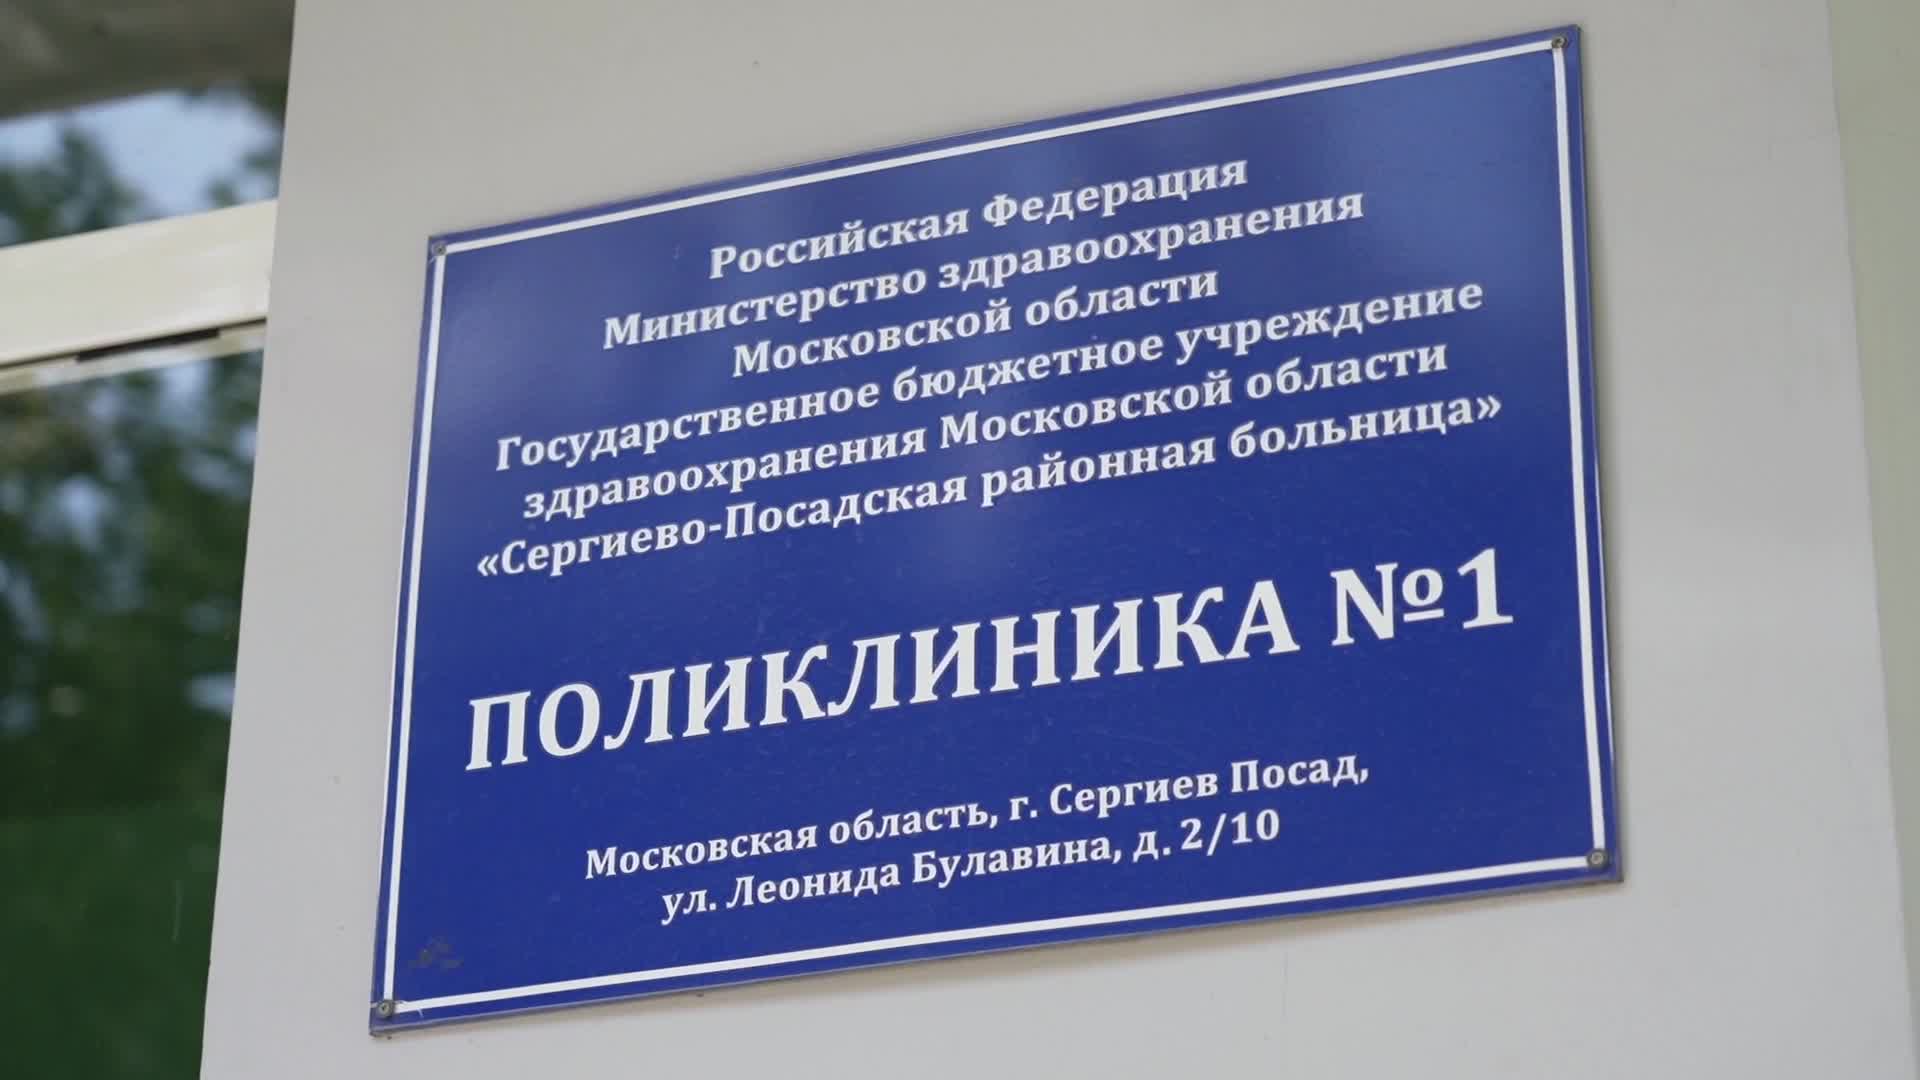 Российская Федерация
Министерство здравоохранения
Московской области
Государственное бюджетное учреждение
здравоохранения Московской области
«Сергиево-Посадская районная больница»
ПОЛИКЛИНИКА №1
Московская область, г. Сергиев Посад,
ул. Леонида Булавина, д. 2/10